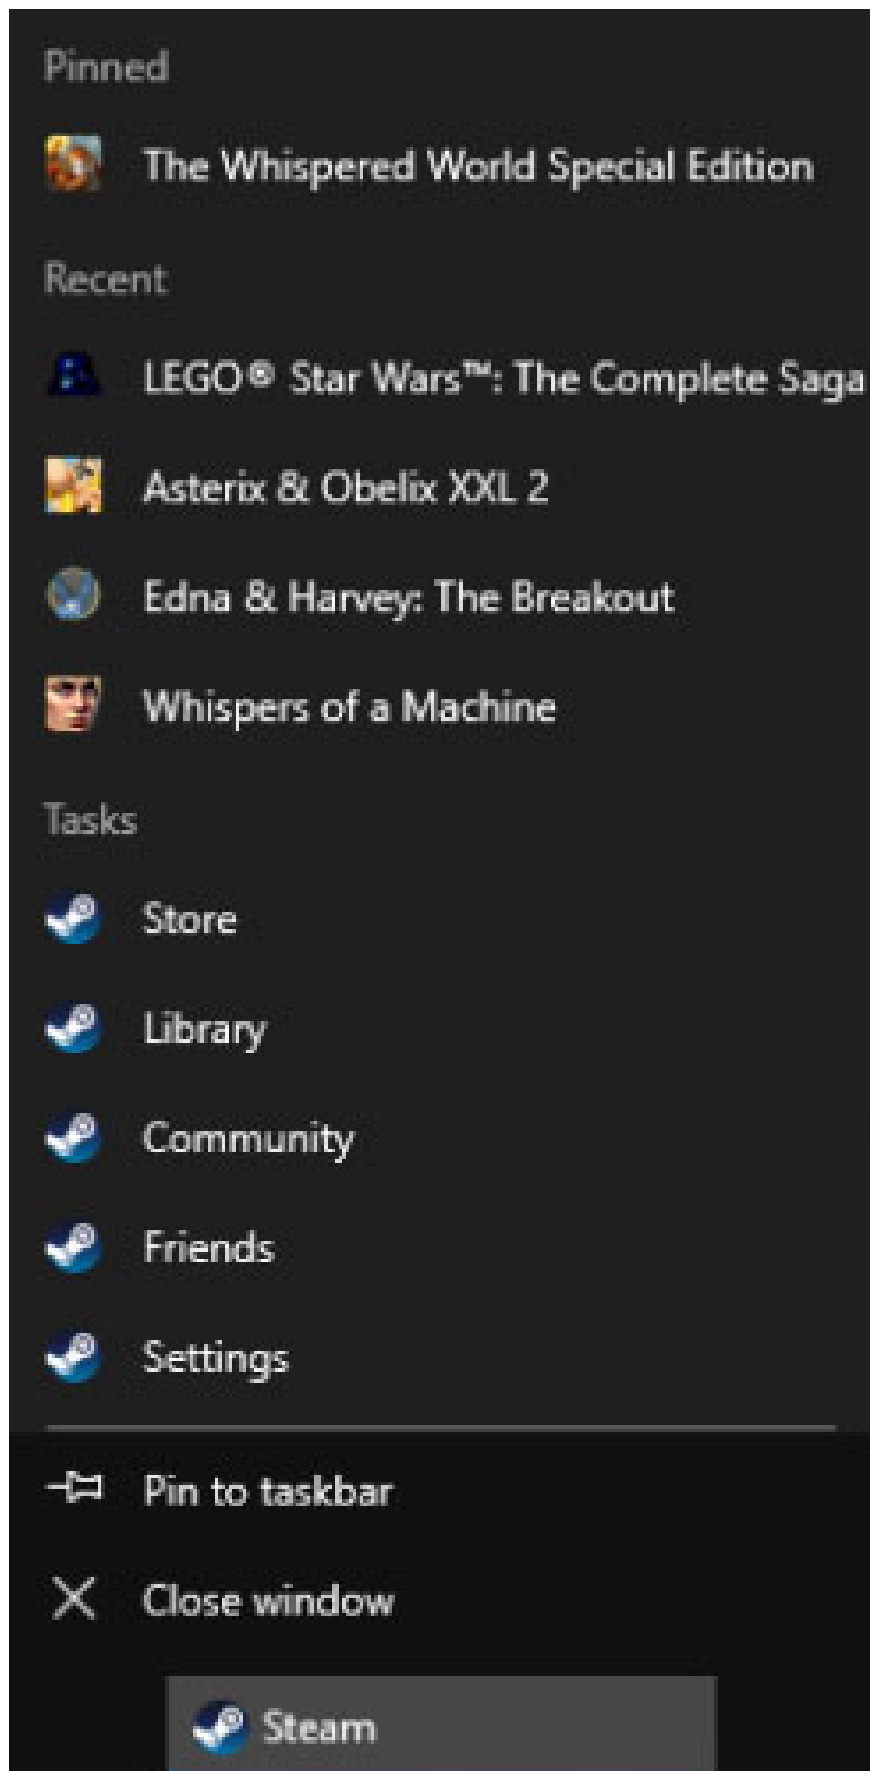 Pinned
The Whispered World Special Edition
Recent
LEGO® Star Wars™: The Complete Saga
Asterix & Obelix XXL 2
Edna & Harvey: The Breakout
Whispers of a Machine
Tasks
Store
Library
Community
Friends
Settings
Pin to taskbar
Close window
Steam